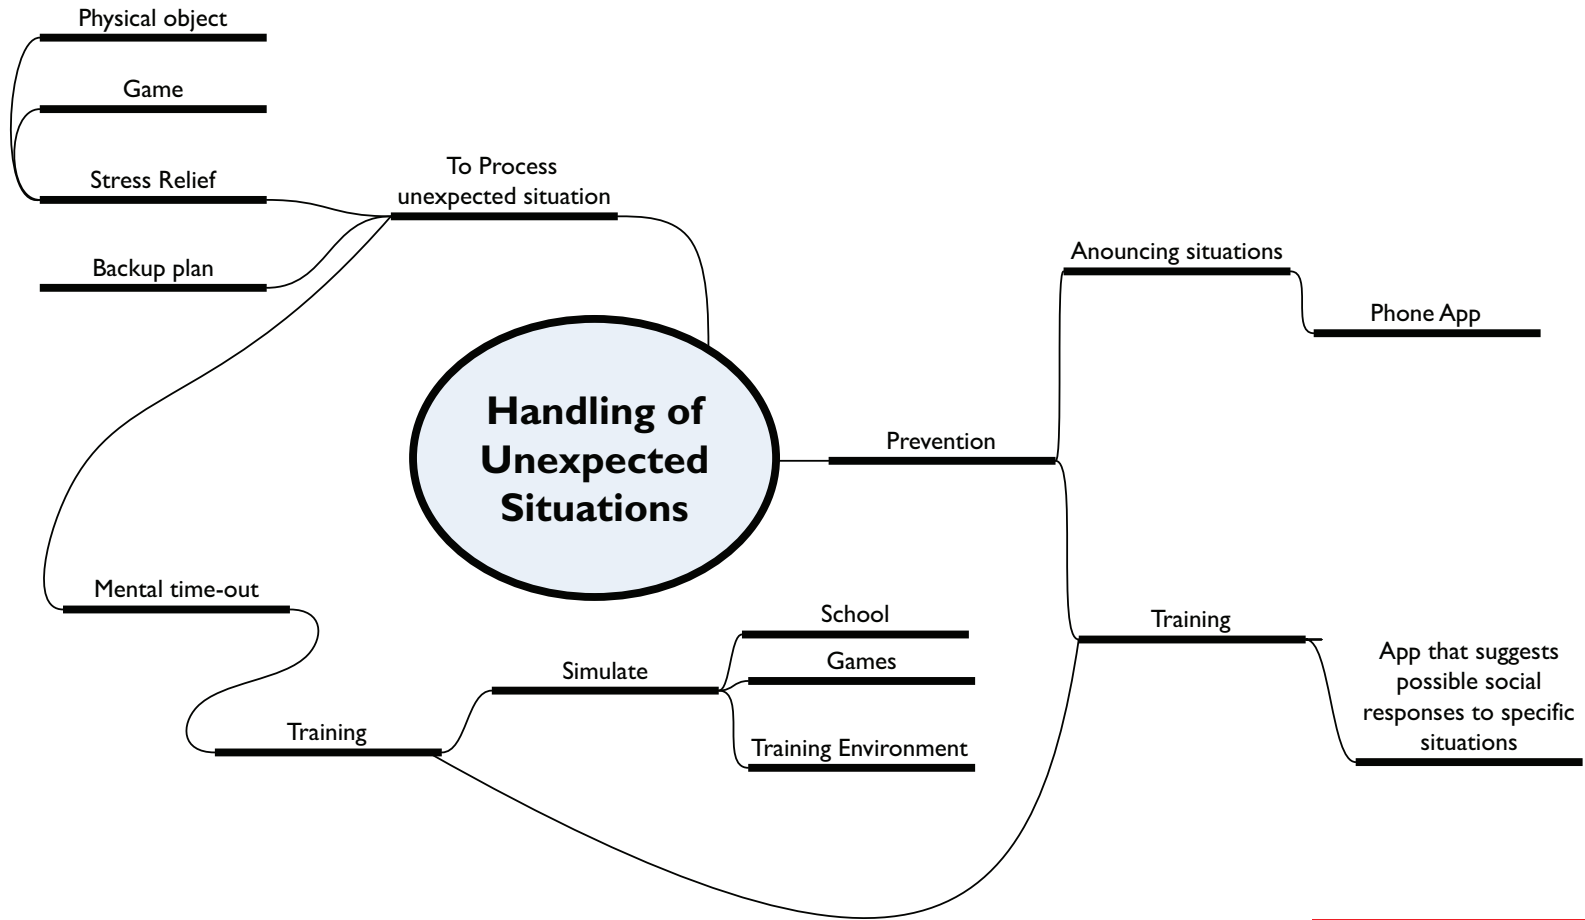 Physical object
Game
Stress Relief
Backup plan
To Process
unexpected situation
Handling of
Unexpected
Situations
Prevention
Anouncing situations
Phone App
Mental time-out
Training
Simulate
School
Games
Training Environment
Training
App that suggests
possible social
responses to specific
situations